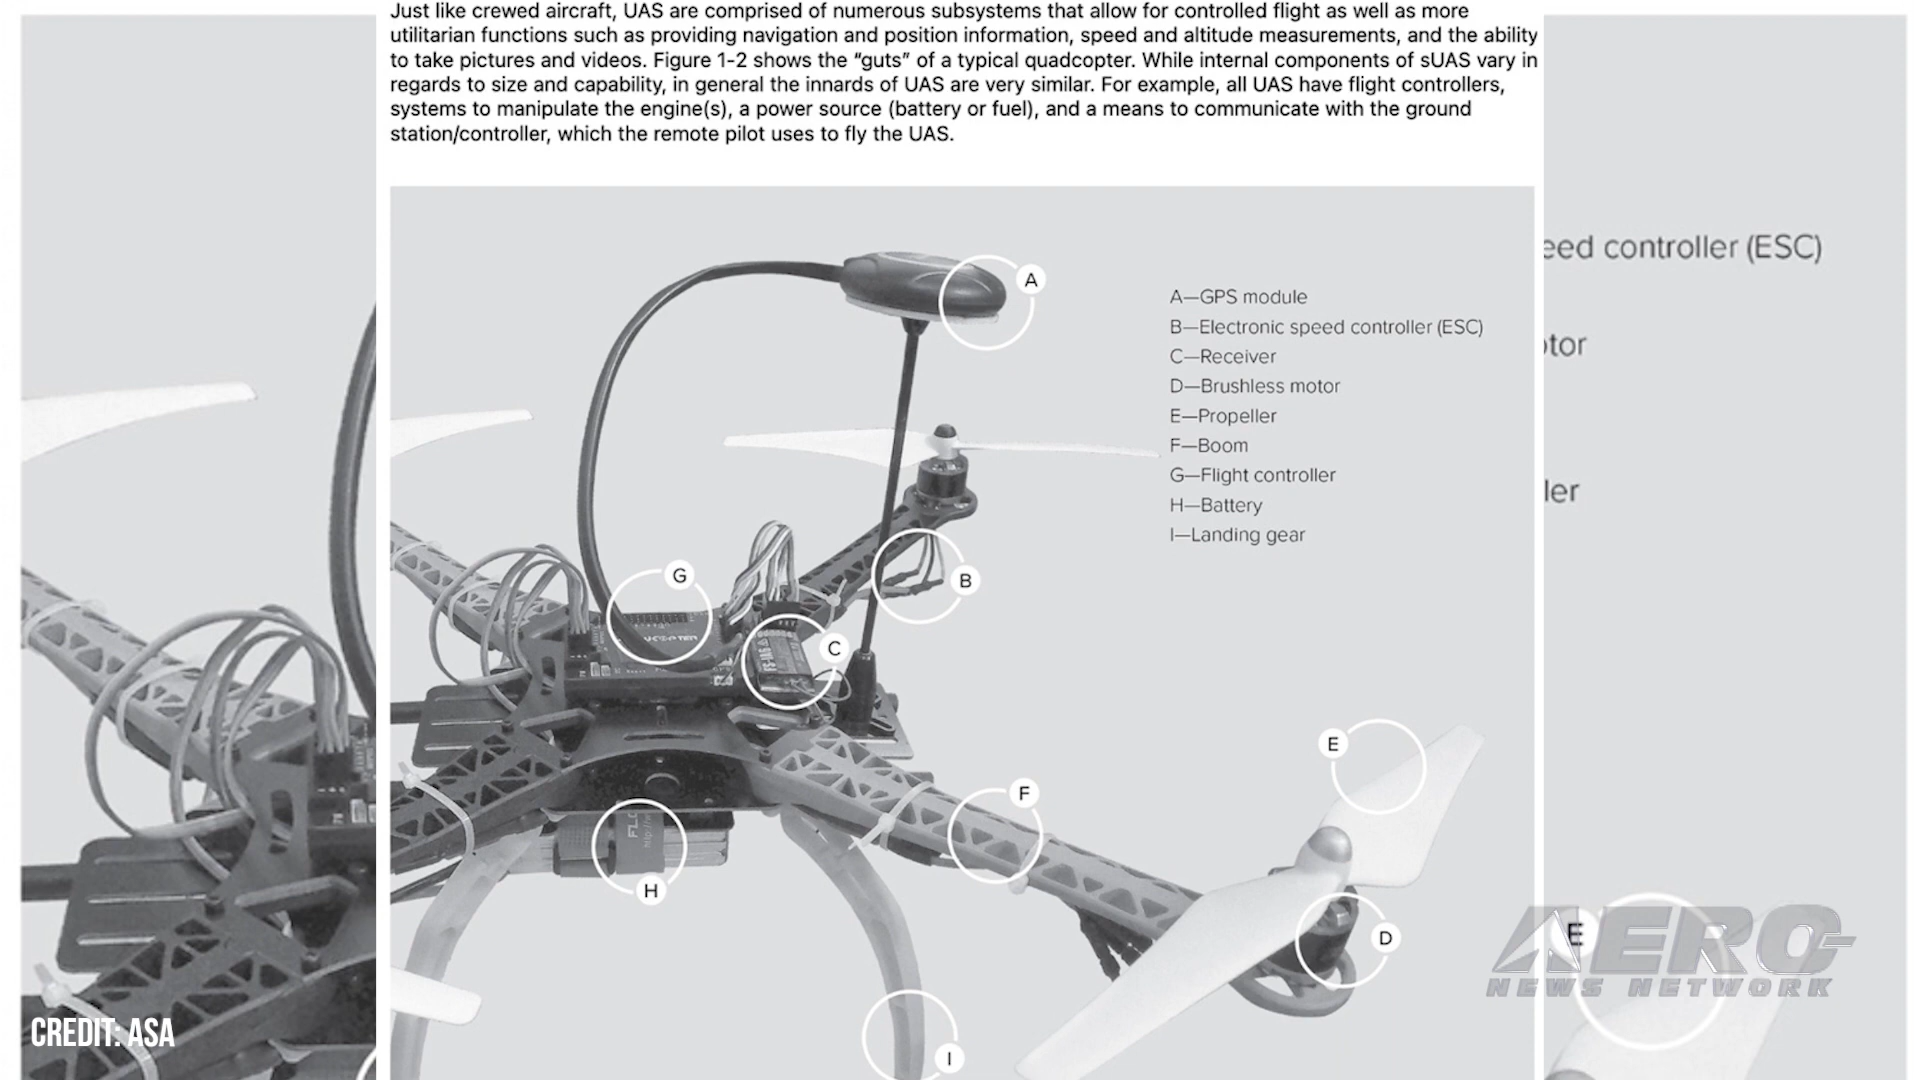 Just like crewed aircraft, UAS are comprised of numerous subsystems that allow for controlled flight as well as more
utilitarian functions such as providing navigation and position information, speed and altitude measurements, and the ability
to take pictures and videos. Figure 1-2 shows the “guts” of a typical quadcopter. While internal components of sUAS vary in
regards to size and capability, in general the innards of UAS are very similar. For example, all UAS have flight controllers,
systems to manipulate the engine(s), a power source (battery or fuel), and a means to communicate with the ground
station/controller, which the remote pilot uses to fly the UAS.
A
A—GPS module
B—Electronic speed controller (ESC)
C—Receiver
D—Brushless motor
E—Propeller
F—Boom
G—Flight controller
H—Battery
I—Landing gear
eed controller (ESC)
tor
ler
G
B
C
E
F
H
D
I
FLO
FS-IA6
E
AERO-
NEWS NETWORK
CREDIT: ASA